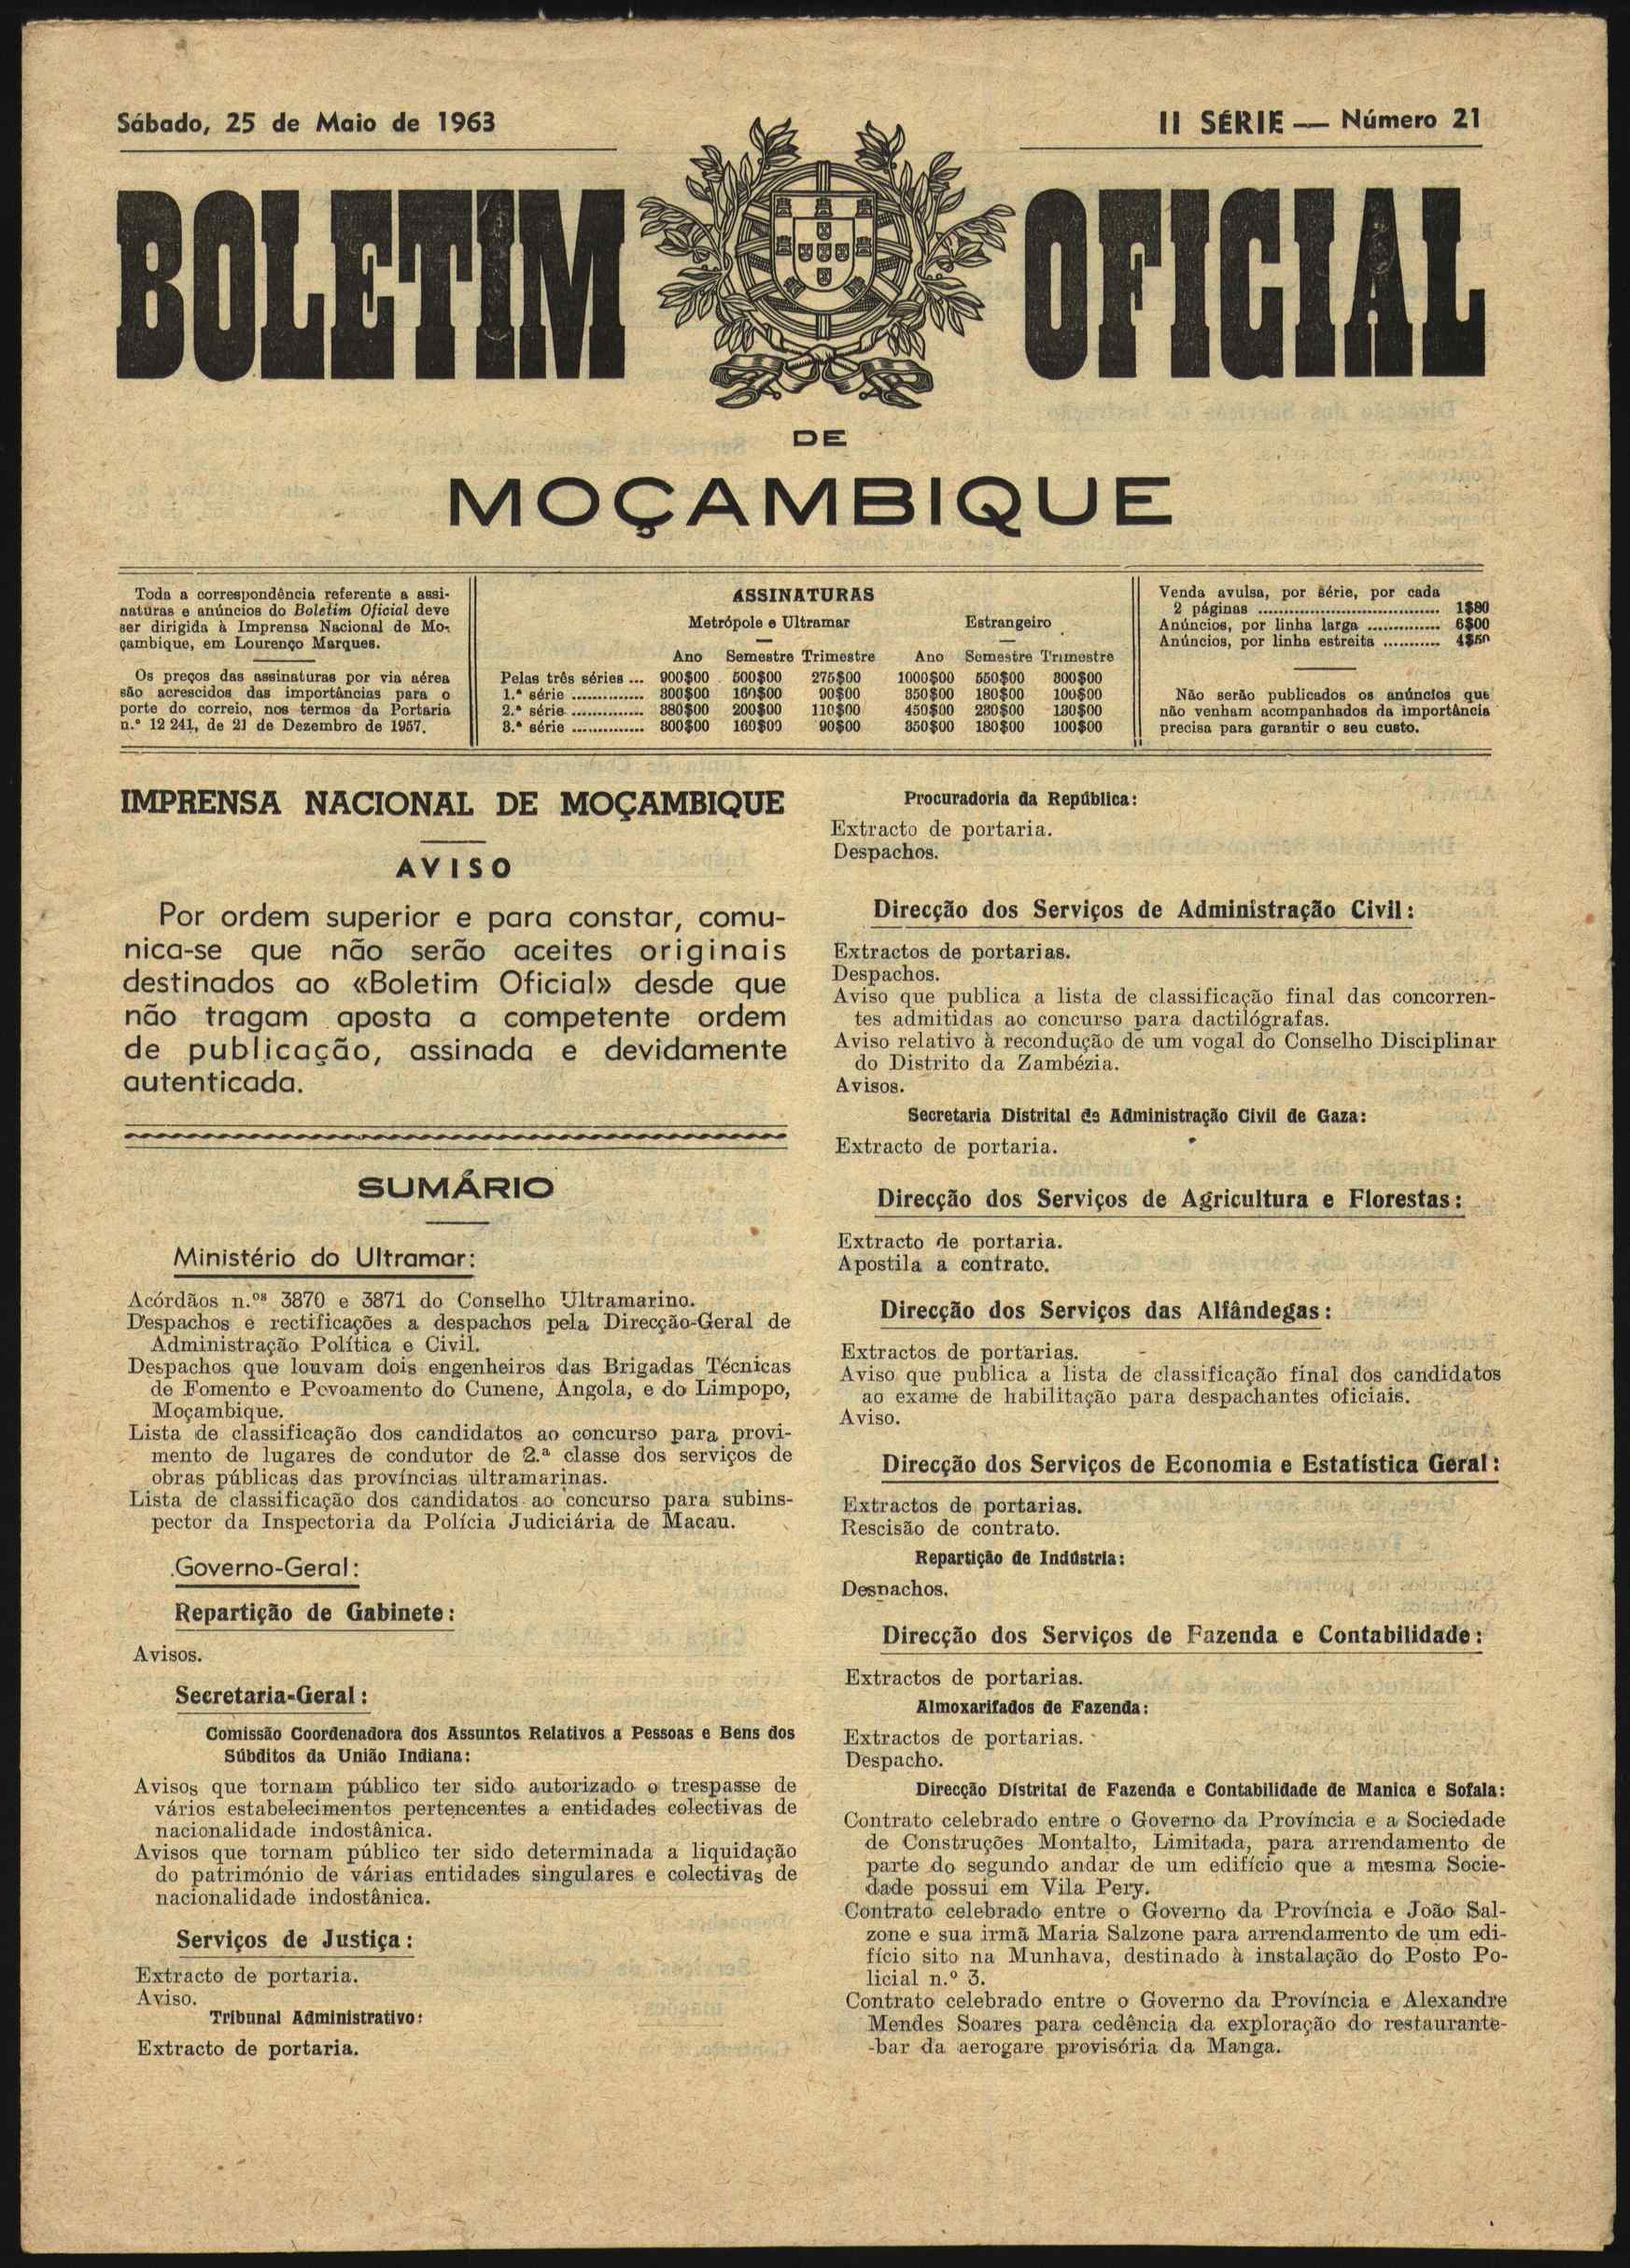 Sábado, 25 de Maio de 1963
II SÉRIE — Número 21
BOLETIM OFICIAL
DE
MOÇAMBIQUE
Toda a correspondência referente a assi-
naturas e anúncios do Boletim Oficial deve
ser dirigida à Imprensa Nacional de Mo-
çambique, em Lourenço Marques.
Os preços das assinaturas por via aérea
são acrescidos das importâncias para o
porte do correio, nos termos da Portaria
n.º 12 241, de 21 de Dezembro de 1957.
ASSINATURAS
Metrópole e Ultramar Estrangeiro
Ano Semestre Trimestre Ano Semestre Trimestre
Pelas três séries ... 900$00 500$00 275$00 1000$00 550$00 300$00
1.ª série .............. 300$00 160$00 90$00 350$00 180$00 100$00
2.ª série .............. 380$00 200$00 110$00 450$00 230$00 130$00
3.ª série .............. 300$00 160$00 90$00 350$00 180$00 100$00
Venda avulsa, por série, por cada
2 páginas .................................. 1$80
Anúncios, por linha larga .............. 6$00
Anúncios, por linha estreita ........... 4$50
Não serão publicados os anúncios que
não venham acompanhados da importância
precisa para garantir o seu custo.
IMPRENSA NACIONAL DE MOÇAMBIQUE
AVISO
Por ordem superior e para constar, comu-
nica-se que não serão aceites originais
destinados ao «Boletim Oficial» desde que
não tragam aposta a competente ordem
de publicação, assinada e devidamente
autenticada.
SUMÁRIO
Ministério do Ultramar:
Acórdãos n.ºˢ 3870 e 3871 do Conselho Ultramarino.
Despachos e rectificações a despachos pela Direcção-Geral de
Administração Política e Civil.
Despachos que louvam dois engenheiros das Brigadas Técnicas
de Fomento e Povoamento do Cunene, Angola, e do Limpopo,
Moçambique.
Lista de classificação dos candidatos ao concurso para provi-
mento de lugares de condutor de 2.ª classe dos serviços de
obras públicas das províncias ultramarinas.
Lista de classificação dos candidatos ao concurso para subins-
pector da Inspectoria da Polícia Judiciária de Macau.
Governo-Geral:
Repartição de Gabinete:
Avisos.
Secretaria-Geral:
Comissão Coordenadora dos Assuntos Relativos a Pessoas e Bens dos
Súbditos da União Indiana:
Avisos que tornam público ter sido autorizado o trespasse de
vários estabelecimentos pertencentes a entidades colectivas de
nacionalidade indostânica.
Avisos que tornam público ter sido determinada a liquidação
do património de várias entidades singulares e colectivas de
nacionalidade indostânica.
Serviços de Justiça:
Extracto de portaria.
Aviso.
Tribunal Administrativo:
Extracto de portaria.
Procuradoria da República:
Extracto de portaria.
Despachos.
Direcção dos Serviços de Administração Civil:
Extractos de portarias.
Despachos.
Aviso que publica a lista de classificação final das concorren-
tes admitidas ao concurso para dactilógrafas.
Aviso relativo à recondução de um vogal do Conselho Disciplinar
do Distrito da Zambézia.
Avisos.
Secretaria Distrital de Administração Civil de Gaza:
Extracto de portaria.
Direcção dos Serviços de Agricultura e Florestas:
Extracto de portaria.
Apostila a contrato.
Direcção dos Serviços das Alfândegas:
Extractos de portarias.
Aviso que publica a lista de classificação final dos candidatos
ao exame de habilitação para despachantes oficiais.
Aviso.
Direcção dos Serviços de Economia e Estatística Geral:
Extractos de portarias.
Rescisão de contrato.
Repartição de Indústria:
Despachos.
Direcção dos Serviços de Fazenda e Contabilidade:
Extractos de portarias.
Almoxarifados de Fazenda:
Extractos de portarias.
Despacho.
Direcção Distrital de Fazenda e Contabilidade de Manica e Sofala:
Contrato celebrado entre o Governo da Província e a Sociedade
de Construções Montalto, Limitada, para arrendamento de
parte do segundo andar de um edifício que a mesma Socie-
dade possui em Vila Pery.
Contrato celebrado entre o Governo da Província e João Sal-
zone e sua irmã Maria Salzone para arrendamento de um edi-
fício sito na Munhava, destinado à instalação do Posto Po-
licial n.º 3.
Contrato celebrado entre o Governo da Província e Alexandre
Mendes Soares para cedência da exploração do restaurante-
-bar da aerogare provisória da Manga.